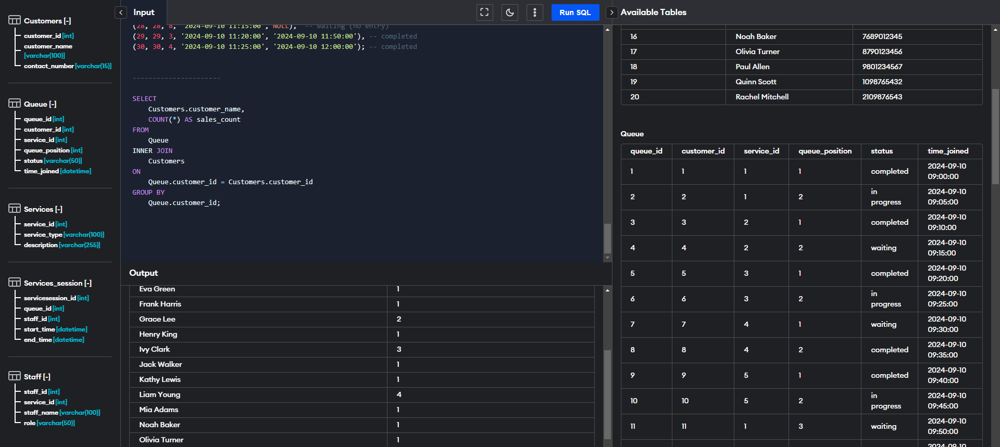 Customers [-]
customer_id [int]
customer_name
[varchar(100)]
contact_number [varchar(15)]
Queue [-]
queue_id [int]
customer_id [int]
service_id [int]
queue_position [int]
status [varchar(50)]
time_joined [datetime]
Services [-]
service_id [int]
service_type [varchar(100)]
description [varchar(255)]
Services_session [-]
servicesession_id [int]
queue_id [int]
staff_id [int]
start_time [datetime]
end_time [datetime]
Staff [-]
staff_id [int]
service_id [int]
staff_name [varchar(100)]
role [varchar(50)]
Input
Run SQL
(28, 28, 8, '2024-09-10 11:15:00', NULL), -- waiting (no entry)
(29, 29, 3, '2024-09-10 11:20:00', '2024-09-10 11:50:00'), -- completed
(30, 30, 4, '2024-09-10 11:25:00', '2024-09-10 12:00:00'); -- completed
----------------------
SELECT
Customers.customer_name,
COUNT(*) AS sales_count
FROM
Queue
INNER JOIN
Customers
ON
Queue.customer_id = Customers.customer_id
GROUP BY
Queue.customer_id;
Output
Eva Green 1
Frank Harris 1
Grace Lee 2
Henry King 1
Ivy Clark 3
Jack Walker 1
Kathy Lewis 1
Liam Young 4
Mia Adams 1
Noah Baker 1
Olivia Turner 1
Available Tables
16 Noah Baker 7689012345
17 Olivia Turner 8790123456
18 Paul Allen 9801234567
19 Quinn Scott 1098765432
20 Rachel Mitchell 2109876543
Queue
queue_id customer_id service_id queue_position status time_joined
1 1 1 1 completed 2024-09-10
09:00:00
2 2 1 2 in
progress 2024-09-10
09:05:00
3 3 2 1 completed 2024-09-10
09:10:00
4 4 2 2 waiting 2024-09-10
09:15:00
5 5 3 1 completed 2024-09-10
09:20:00
6 6 3 2 in
progress 2024-09-10
09:25:00
7 7 4 1 waiting 2024-09-10
09:30:00
8 8 4 2 completed 2024-09-10
09:35:00
9 9 5 1 completed 2024-09-10
09:40:00
10 10 5 2 in
progress 2024-09-10
09:45:00
11 11 1 3 waiting 2024-09-10
09:50:00
2024-09-10